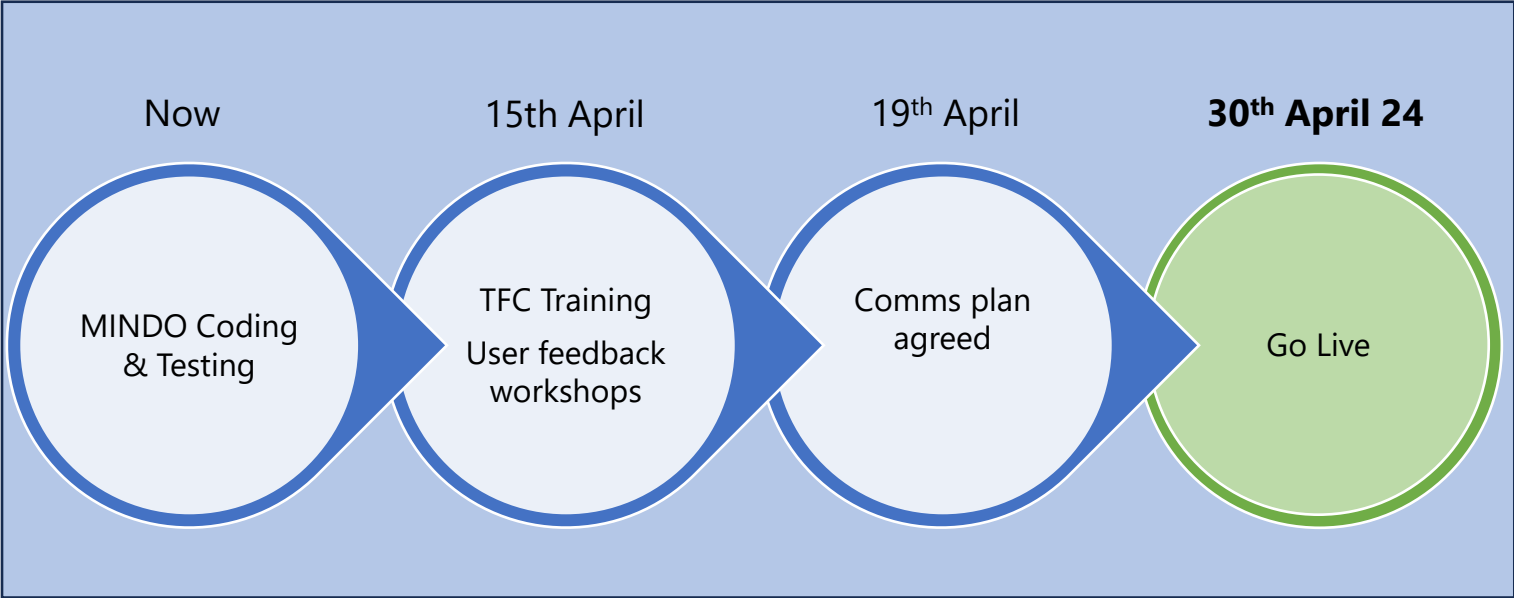 Now
15th April
19th April
30th April 24
MINDO Coding
& Testing
TFC Training
User feedback
workshops
Comms plan
agreed
Go Live